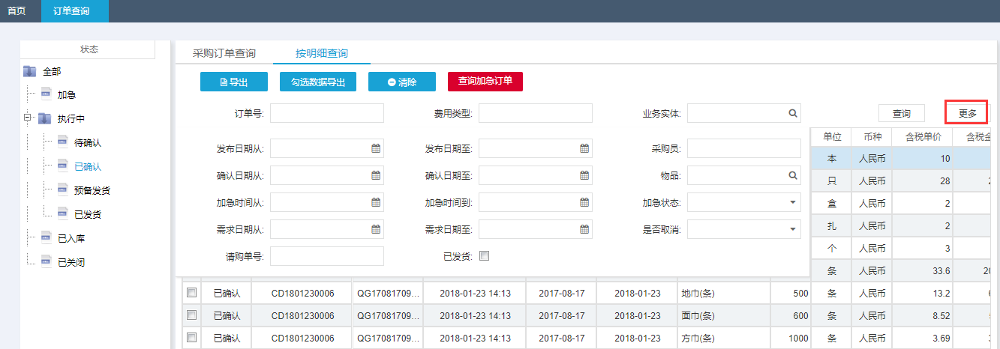 首页 订单查询
状态
全部
加急
执行中
待确认
已确认
预备发货
已发货
已入库
已关闭
采购订单查询 按明细查询
导出 勾选数据导出 清除 查询加急订单
订单号: 费用类型: 业务实体: 查询 更多
发布日期从: 发布日期至: 采购员:
确认日期从: 确认日期至: 物品:
加急时间从: 加急时间到: 加急状态:
需求日期从: 需求日期至: 是否取消:
请购单号: 已发货:
单位 币种 含税单价 含税金
本 人民币 10
只 人民币 28 2
盒 人民币 2
扎 人民币 2
个 人民币 3
条 人民币 33.6 20
已确认 CD1801230006 QG17081709... 2018-01-23 14:13 2017-08-17 2018-01-23 地巾(条) 500 条 人民币 13.2
已确认 CD1801230006 QG17081709... 2018-01-23 14:13 2017-08-17 2018-01-23 面巾(条) 600 条 人民币 8.52
已确认 CD1801230006 QG17081709... 2018-01-23 14:13 2017-08-17 2018-01-23 方巾(条) 1000 条 人民币 3.69